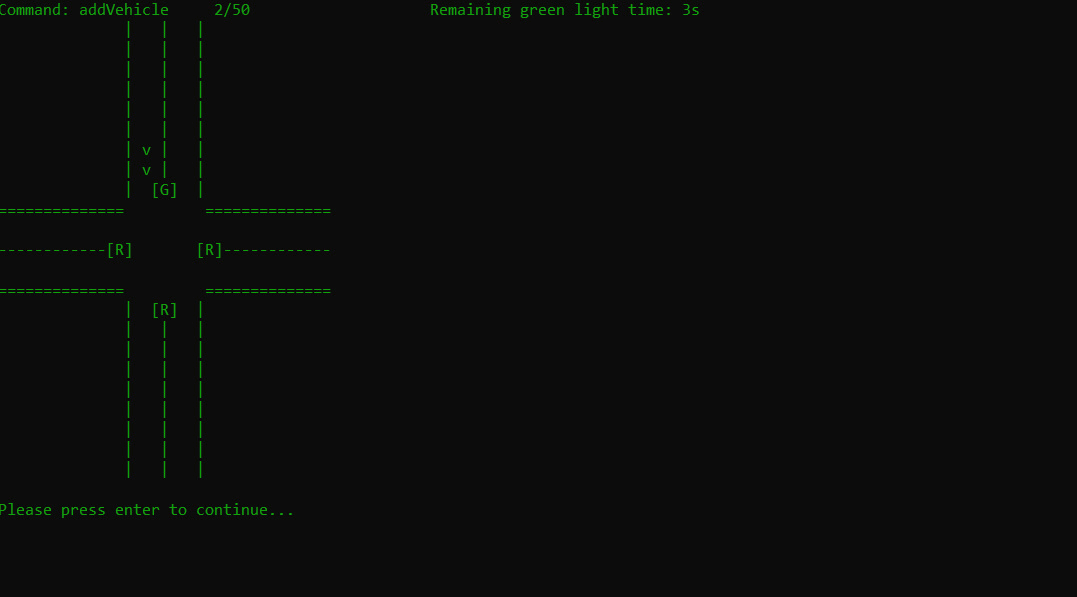 Command: addVehicle     2/50                    Remaining green light time: 3s
              |   |   |
              |   |   |
              |   |   |
              |   |   |
              |   |   |
              |   |   |
              | v |   |
              | v |   |
              |  [G]  |
==============         ==============
------------[R]       [R]------------
==============         ==============
              |  [R]  |
              |   |   |
              |   |   |
              |   |   |
              |   |   |
              |   |   |
              |   |   |
              |   |   |
              |   |   |
Please press enter to continue...